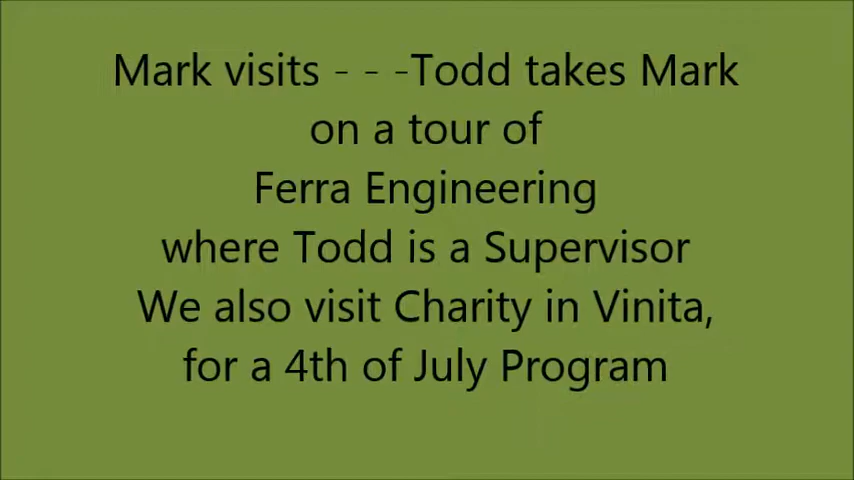 Mark visits - - -Todd takes Mark
on a tour of
Ferra Engineering
where Todd is a Supervisor
We also visit Charity in Vinita,
for a 4th of July Program